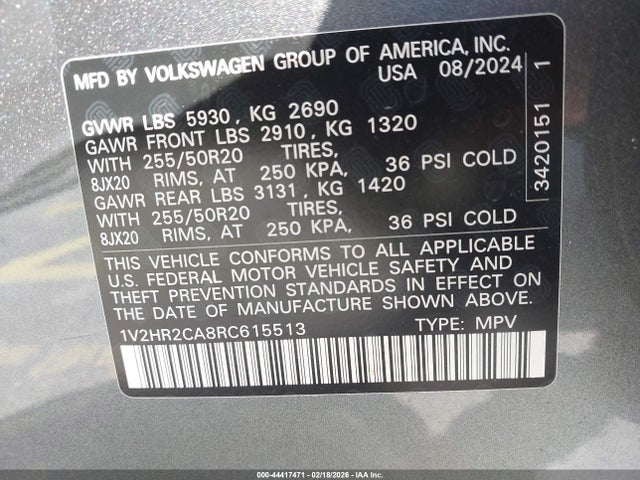 MFD BY VOLKSWAGEN GROUP OF AMERICA, INC.
USA 08/2024
GVWR LBS 5930, KG 2690
GAWR FRONT LBS 2910, KG 1320
WITH 255/50R20 TIRES,
8JX20 RIMS, AT 250 KPA, 36 PSI COLD
GAWR REAR LBS 3131, KG 1420
WITH 255/50R20 TIRES,
8JX20 RIMS, AT 250 KPA, 36 PSI COLD
THIS VEHICLE CONFORMS TO ALL APPLICABLE
U.S. FEDERAL MOTOR VEHICLE SAFETY AND
THEFT PREVENTION STANDARDS IN EFFECT ON
THE DATE OF MANUFACTURE SHOWN ABOVE.
1V2HR2CA8RC615513 TYPE: MPV
3420151 1
000-44417471 - 02/18/2026 - IAAI.COM